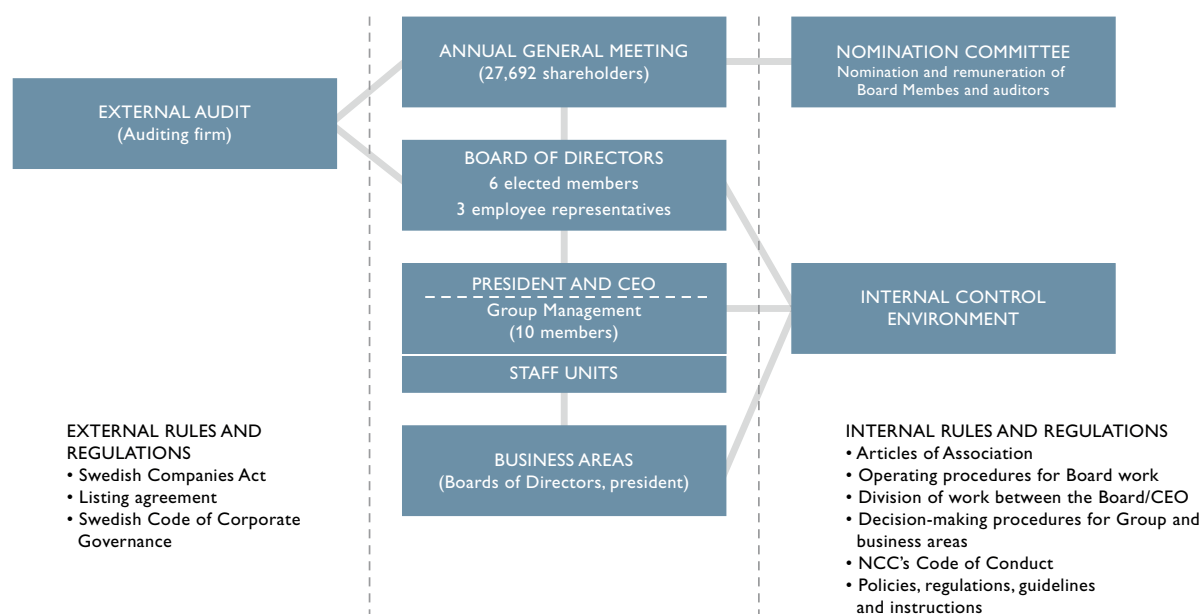 ANNUAL GENERAL MEETING
(27,692 shareholders)
NOMINATION COMMITTEE
Nomination and remuneration of
Board Membes and auditors
EXTERNAL AUDIT
(Auditing firm)
BOARD OF DIRECTORS
6 elected members
3 employee representatives
PRESIDENT AND CEO
Group Management
(10 members)
STAFF UNITS
INTERNAL CONTROL
ENVIRONMENT
BUSINESS AREAS
(Boards of Directors, president)
EXTERNAL RULES AND
REGULATIONS
• Swedish Companies Act
• Listing agreement
• Swedish Code of Corporate
Governance
INTERNAL RULES AND REGULATIONS
• Articles of Association
• Operating procedures for Board work
• Division of work between the Board/CEO
• Decision-making procedures for Group and
business areas
• NCC's Code of Conduct
• Policies, regulations, guidelines
and instructions